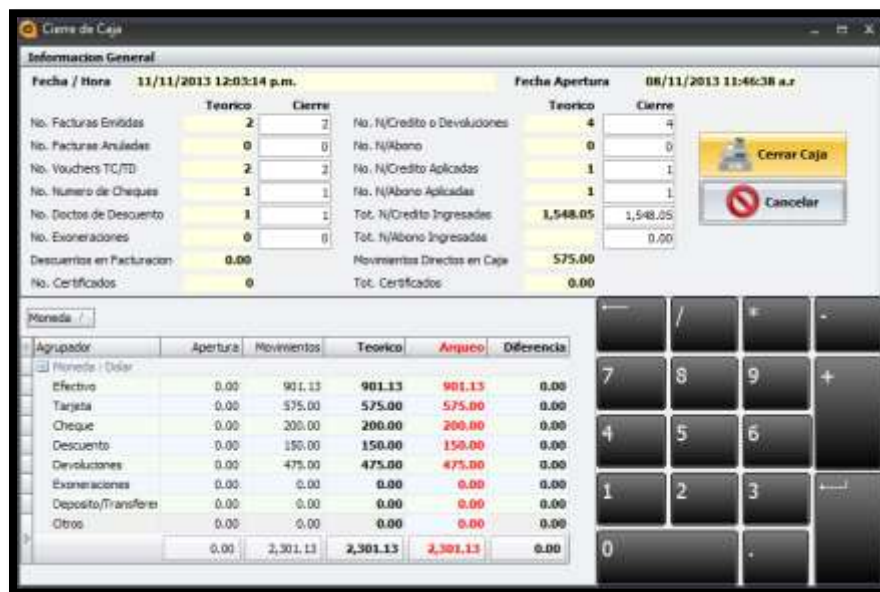 Cierre de Caja
Informacion General
Fecha / Hora 11/11/2013 12:03:14 p.m. Fecha Apertura 08/11/2013 11:46:38 a.r
Teorico Cierre Teorico Cierre
No. Facturas Emitidas 2 2 No. N/Credito o Devoluciones 4 4
No. Facturas Anuladas 0 0 No. N/Abono 0 0
No. Vouchers TC/TD 2 2 No. N/Credito Aplicadas 1 1
No. Numero de Cheques 1 1 No. N/Abono Aplicadas 1 1
No. Doctos de Descuento 1 1 Tot. N/Credito Ingresadas 1,548.05 1,548.05
No. Exoneraciones 0 0 Tot. N/Abono Ingresadas 0.00
Descuentos en Facturacion 0.00 Movimientos Directos en Caja 575.00
No. Certificados 0 Tot. Certificados 0.00
Cerrar Caja
Cancelar
Moneda /
Agrupador Apertura Movimientos Teorico Arqueo Diferencia
Moneda : Dolar
Efectivo 0.00 901.13 901.13 901.13 0.00
Tarjeta 0.00 575.00 575.00 575.00 0.00
Cheque 0.00 200.00 200.00 200.00 0.00
Descuento 0.00 150.00 150.00 150.00 0.00
Devoluciones 0.00 475.00 475.00 475.00 0.00
Exoneraciones 0.00 0.00 0.00 0.00 0.00
Deposito/Transferen 0.00 0.00 0.00 0.00 0.00
Otros 0.00 0.00 0.00 0.00 0.00
0.00 2,301.13 2,301.13 2,301.13 0.00
/ * -
7 8 9 +
4 5 6
1 2 3
0 .